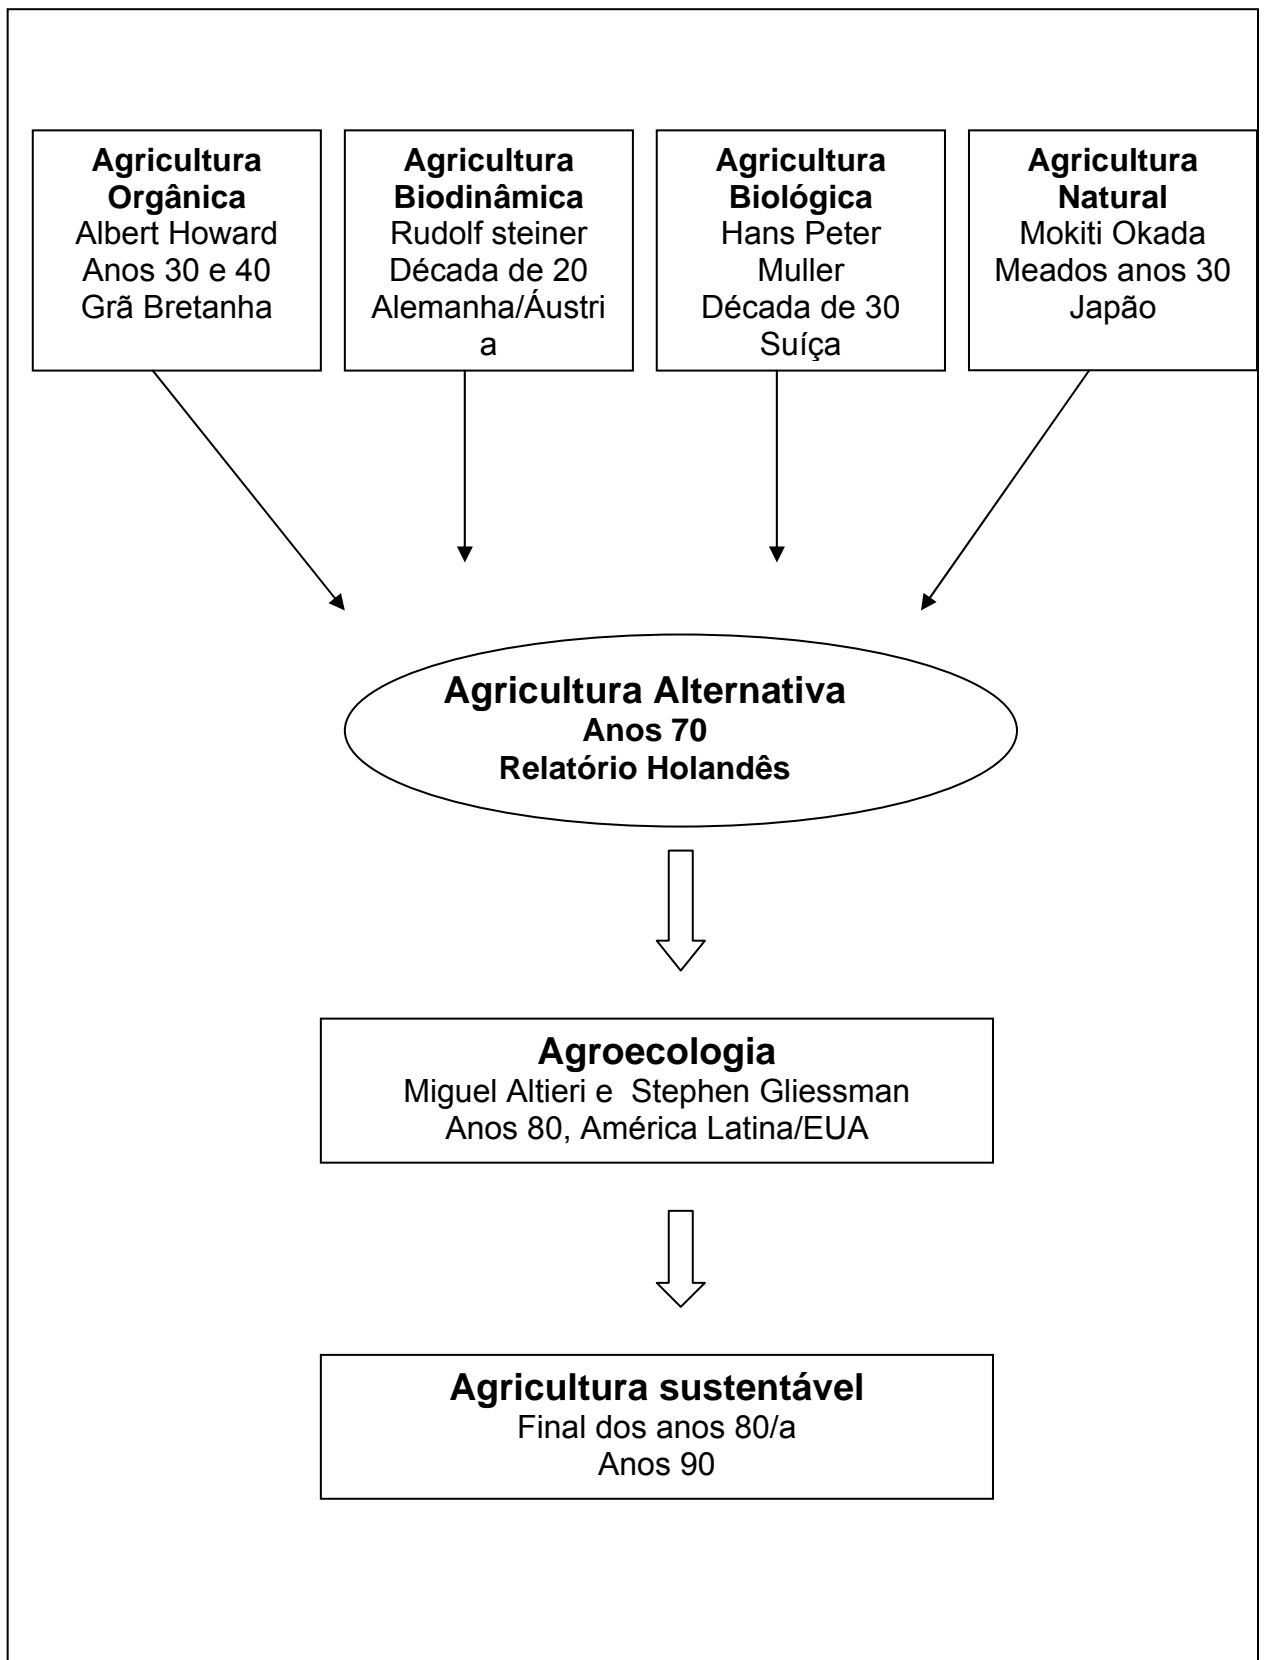 Agricultura
Orgânica
Albert Howard
Anos 30 e 40
Grã Bretanha
Agricultura
Biodinâmica
Rudolf steiner
Década de 20
Alemanha/Áustri
a
Agricultura
Biológica
Hans Peter
Muller
Década de 30
Suíça
Agricultura
Natural
Mokiti Okada
Meados anos 30
Japão
Agricultura Alternativa
Anos 70
Relatório Holandês
Agroecologia
Miguel Altieri e  Stephen Gliessman
Anos 80, América Latina/EUA
Agricultura sustentável
Final dos anos 80/a
Anos 90